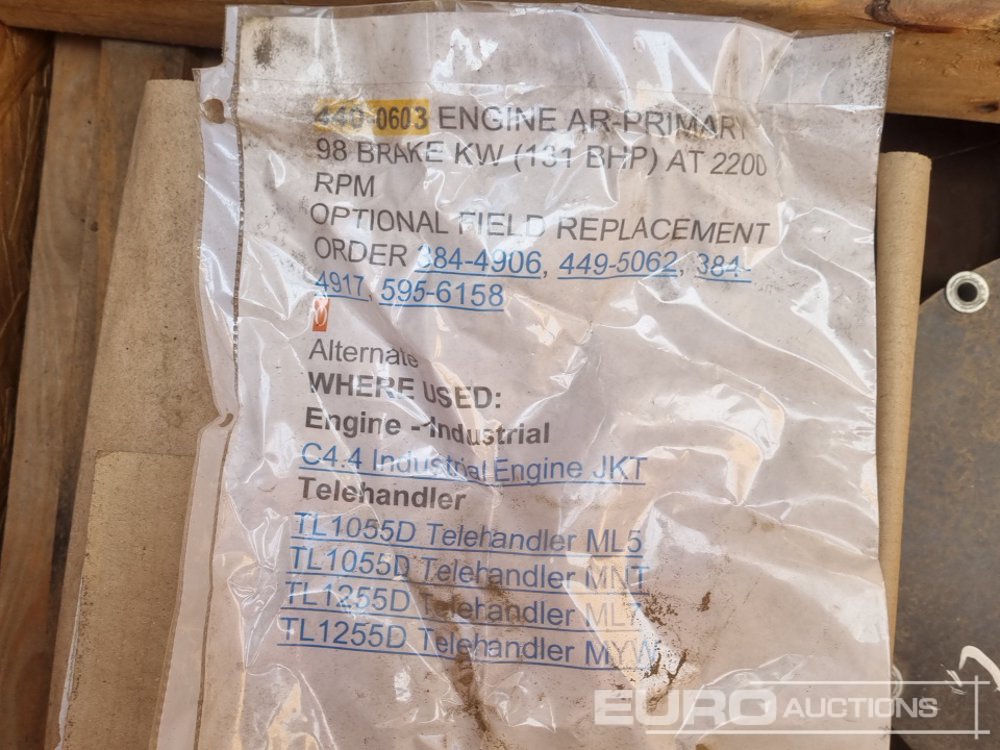 440-0603 ENGINE AR-PRIMARY
98 BRAKE KW (131 BHP) AT 2200
RPM
OPTIONAL FIELD REPLACEMENT
ORDER 384-4906, 449-5062, 384-
4917, 595-6158
Alternate
WHERE USED:
Engine - Industrial
C4.4 Industrial Engine JKT
Telehandler
TL1055D Telehandler ML5
TL1055D Telehandler MNT
TL1255D Telehandler ML7
TL1255D Telehandler MYW
EURO AUCTIONS